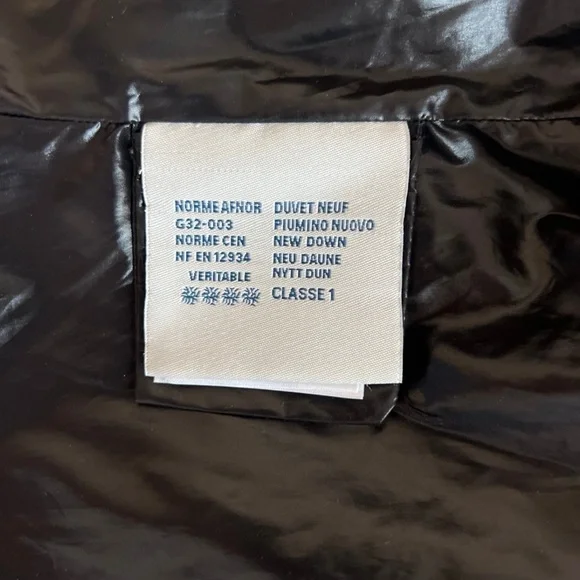 NORME AFNOR
G32-003
NORME CEN
NF EN 12934
VERITABLE
DUVET NEUF
PIUMINO NUOVO
NEW DOWN
NEU DAUNE
NYTT DUN
CLASSE 1